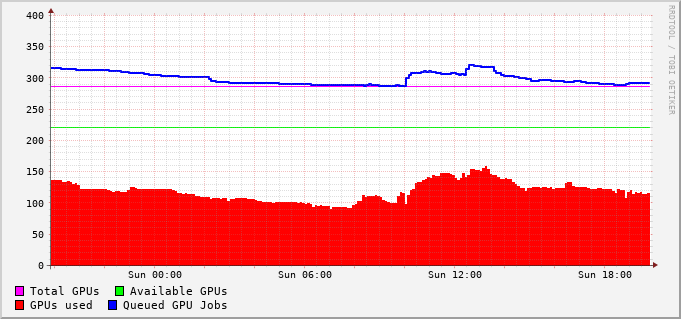 400
350
300
250
200
150
100
50
0
Sun 00:00 Sun 06:00 Sun 12:00 Sun 18:00
Total GPUs Available GPUs
GPUs used Queued GPU Jobs
RRDTOOL / TOBI OETIKER